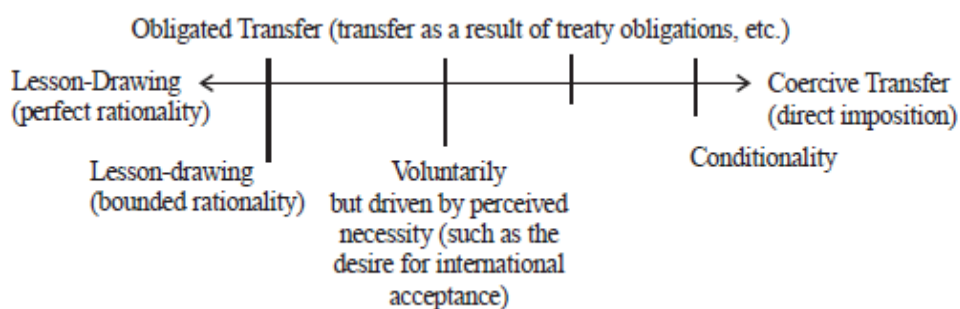 Obligated Transfer (transfer as a result of treaty obligations, etc.)
Lesson-Drawing
(perfect rationality)
Coercive Transfer
(direct imposition)
Lesson-drawing
(bounded rationality)
Voluntarily
but driven by perceived
necessity (such as the
desire for international
acceptance)
Conditionality